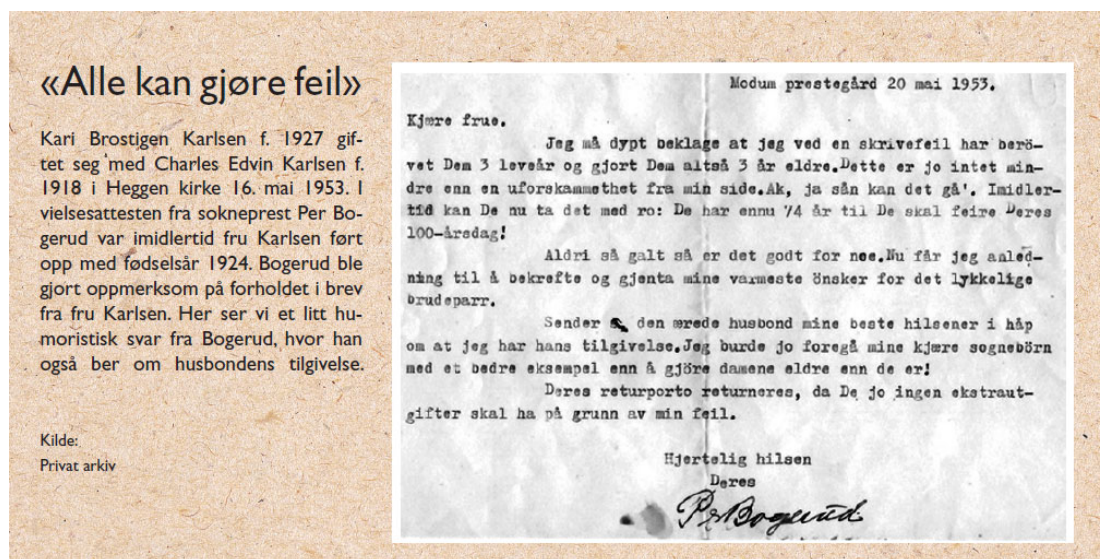 «Alle kan gjøre feil»
Kari Brostigen Karlsen f. 1927 gif-
tet seg med Charles Edvin Karlsen f.
1918 i Heggen kirke 16. mai 1953. I
vielsesattesten fra sokneprest Per Bo-
gerud var imidlertid fru Karlsen ført
opp med fødselsår 1924. Bogerud ble
gjort oppmerksom på forholdet i brev
fra fru Karlsen. Her ser vi et litt hu-
moristisk svar fra Bogerud, hvor han
også ber om husbondens tilgivelse.
Kilde:
Privat arkiv
Modum prestegård 20 mai 1953.
Kjære frue.
Jeg må dypt beklage at jeg ved en skrivefeil har berö-
vet Dem 3 leveår og gjort Dem altså 3 år eldre.Dette er jo intet min-
dre enn en uforskammethet fra min side.Ak, ja sån kan det gå'. Imidler-
tid kan De nu ta det med ro: De har ennu 74 år til De skal feire Deres
100-årsdag!
Aldri så galt så er det godt for noe.Nu får jeg anled-
ning til å bekrefte og gjenta mine varmeste önsker for det lykkelige
brudeparr.
Sender den ærede husbond mine beste hilsener i håp
om at jeg har hans tilgivelse.Jeg burde jo foregå mine kjære sognebörn
med et bedre eksempel enn å gjöre damene eldre enn de er!
Deres returporto returneres, da De jo ingen ekstraut-
gifter skal ha på grunn av min feil.
Hjertelig hilsen
Deres
Per Bogerud